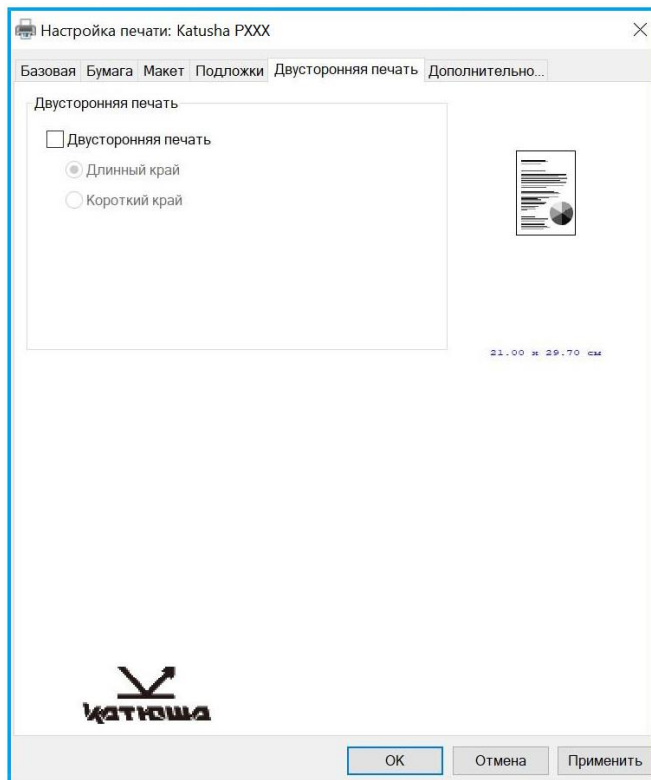 Настройка печати: Katusha PXXX
Базовая Бумага Макет Подложки Двусторонняя печать Дополнительно...
Двусторонняя печать
Двусторонняя печать
Длинный край
Короткий край
21.00 x 29.70 см
катюша
OK Отмена Применить